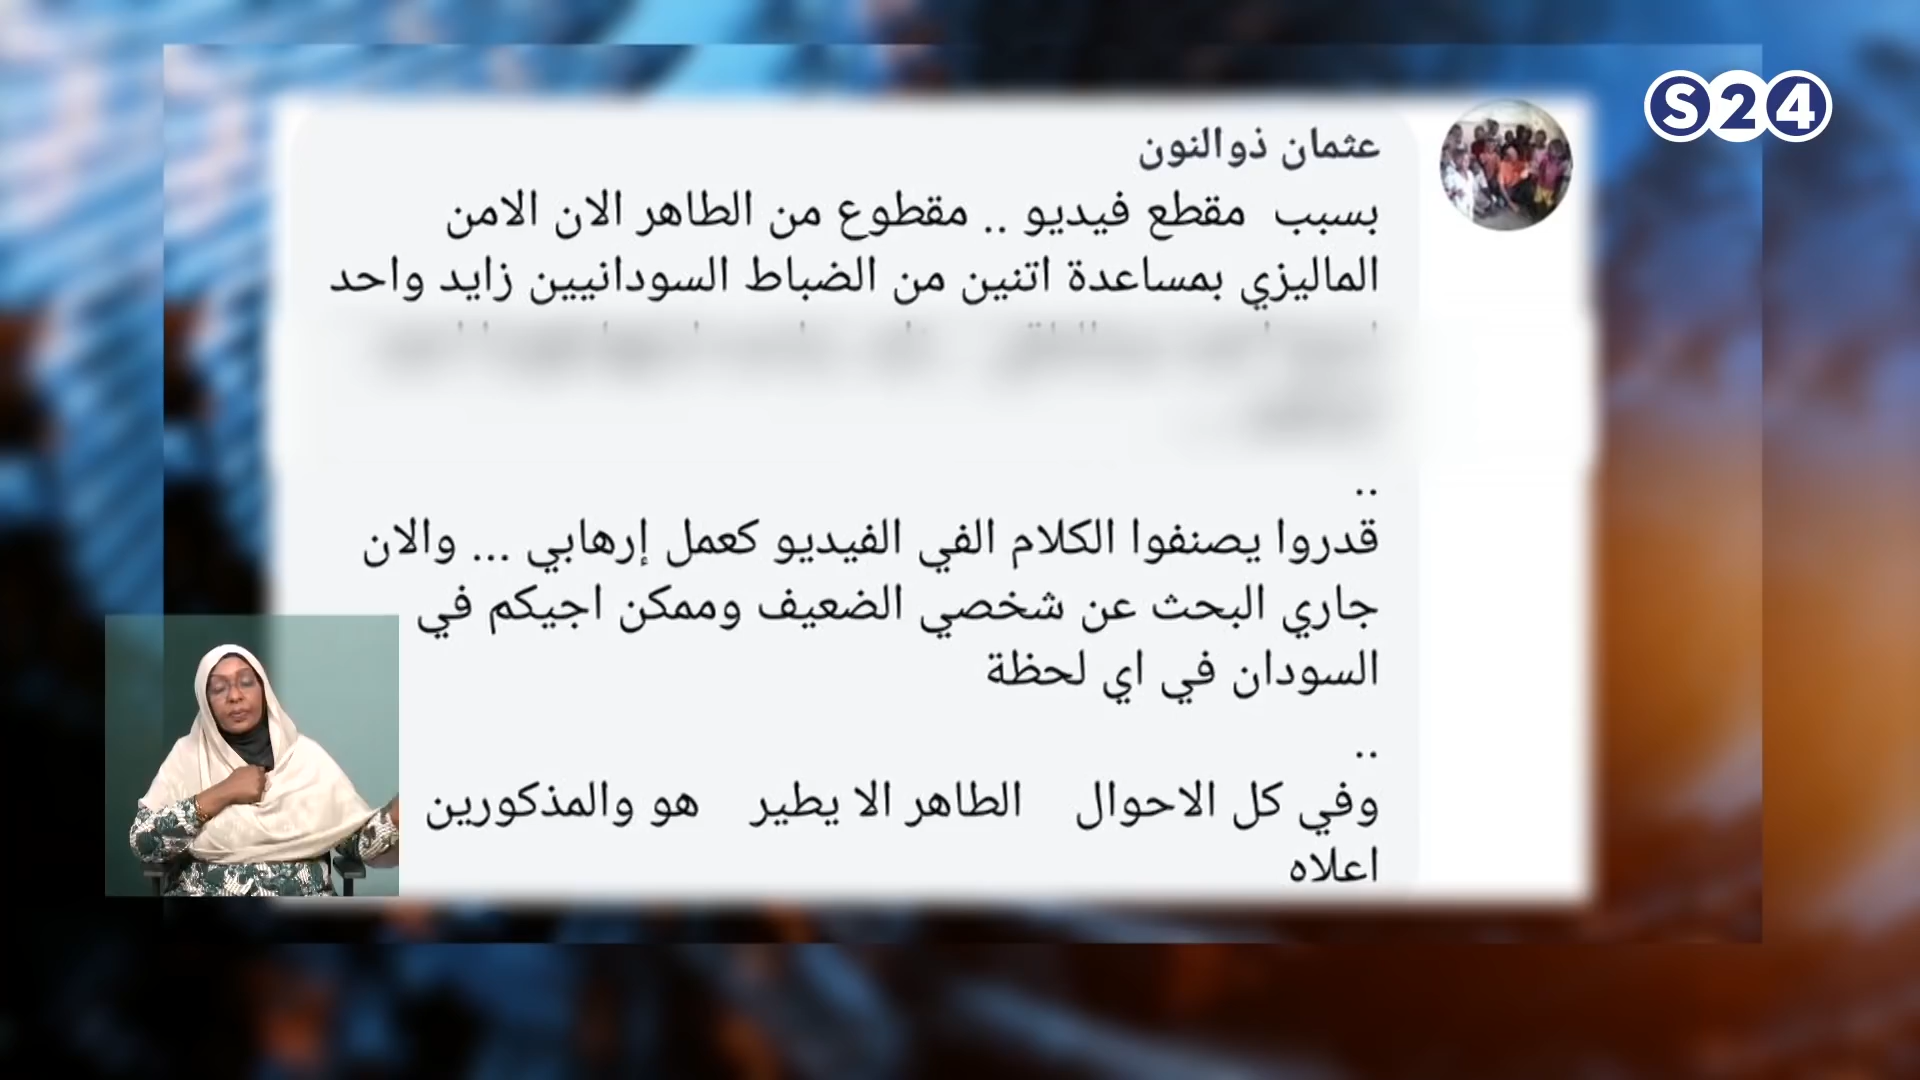 S24
عثمان ذوالنون
بسبب مقطع فيديو .. مقطوع من الطاهر الان الامن
الماليزي بمساعدة اتنين من الضباط السودانيين زايد واحد
..
قدروا يصنفوا الكلام الفي الفيديو كعمل إرهابي ... والان
جاري البحث عن شخصي الضعيف وممكن اجيكم في
السودان في اي لحظة
..
وفي كل الاحوال الطاهر الا يطير هو والمذكورين
اعلاه